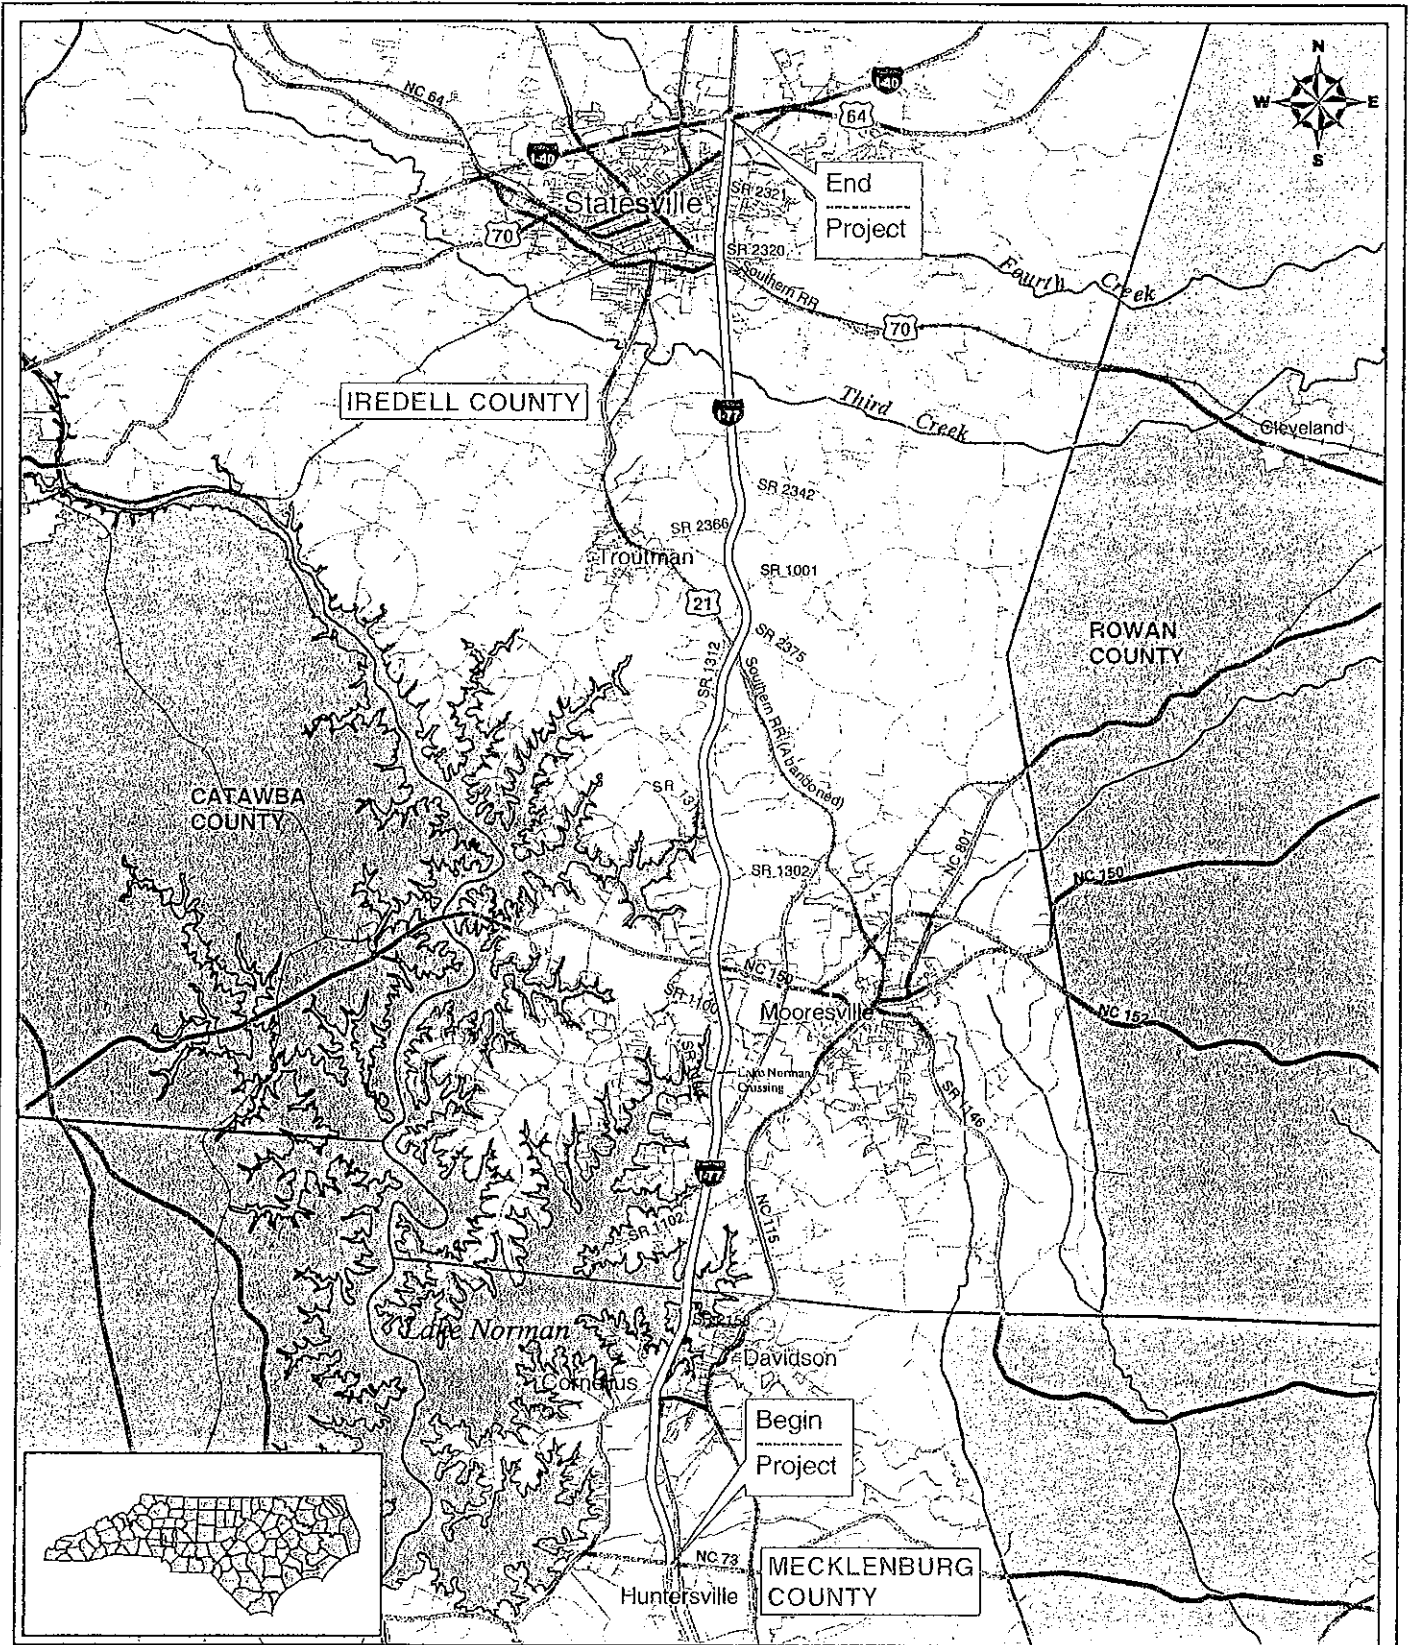 N
W E
S
I-40
NC 64
64
I-40
End
Project
SR 2321
Statesville
70
SR 2320
Southern RR
Fourth Creek
70
IREDELL COUNTY
I-77
Third Creek
Cleveland
SR 2342
SR 2366
Troutman
SR 1001
21
ROWAN
COUNTY
SR 2375
SR 1312
Southern RR (Abandoned)
CATAWBA
COUNTY
SR 1302
NC 801
NC 150
NC 150
SR 1100
Mooresville
NC 152
Lake Norman
Crossing
SR 1146
I-77
NC 115
SR 1102
Lake Norman
Davidson
Cornelius
Begin
Project
NC 73
MECKLENBURG
COUNTY
Huntersville